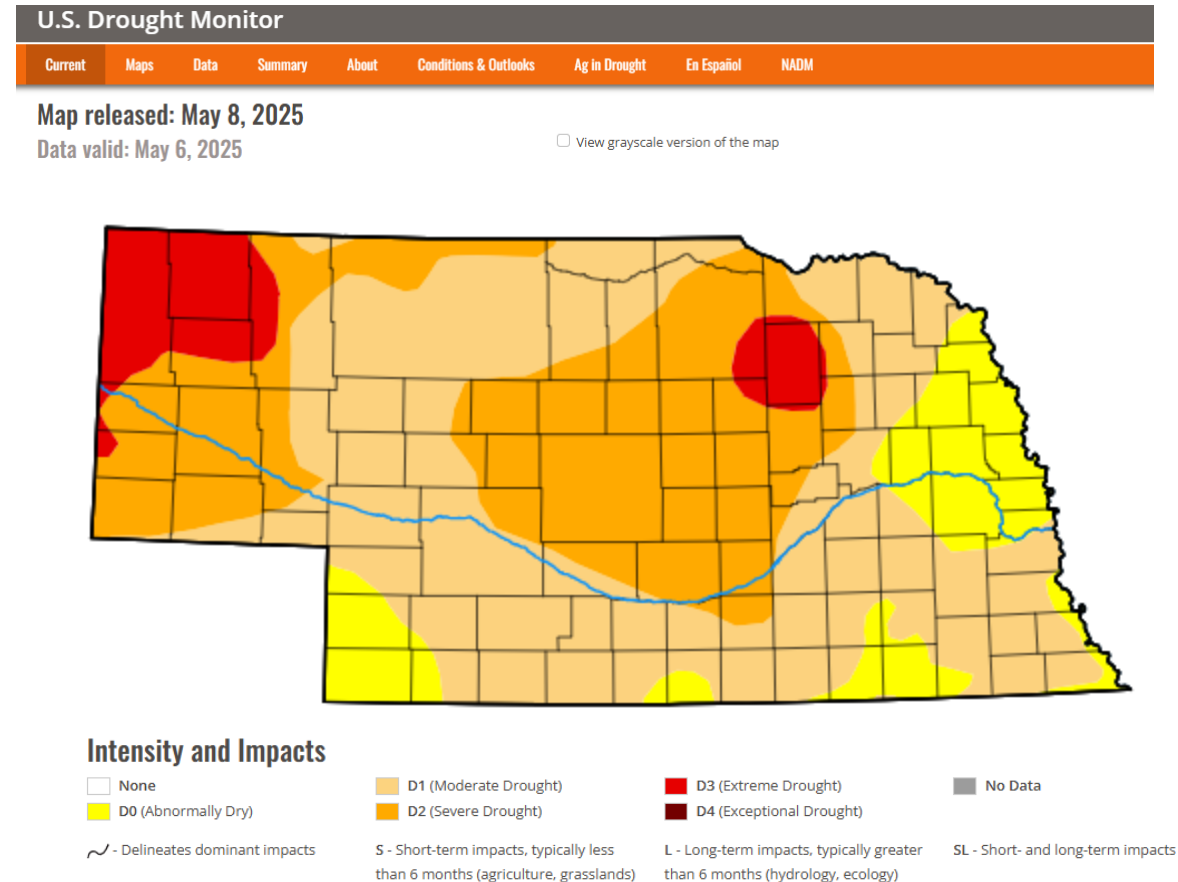 U.S. Drought Monitor
Current Maps Data Summary About Conditions & Outlooks Ag in Drought En Español NADM
Map released: May 8, 2025
Data valid: May 6, 2025
View grayscale version of the map
Intensity and Impacts
None
D0 (Abnormally Dry)
D1 (Moderate Drought)
D2 (Severe Drought)
D3 (Extreme Drought)
D4 (Exceptional Drought)
No Data
- Delineates dominant impacts
S - Short-term impacts, typically less
than 6 months (agriculture, grasslands)
L - Long-term impacts, typically greater
than 6 months (hydrology, ecology)
SL - Short- and long-term impacts